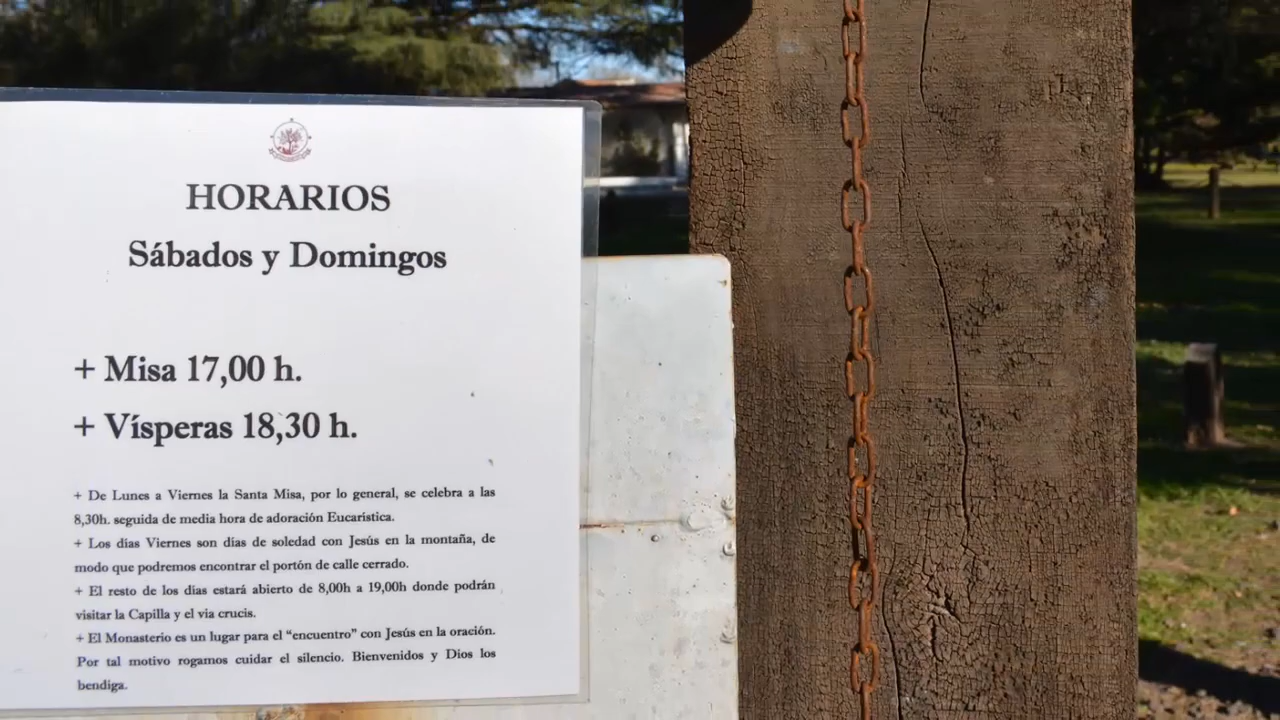 HORARIOS
Sábados y Domingos
+ Misa 17,00 h.
+ Vísperas 18,30 h.
+ De Lunes a Viernes la Santa Misa, por lo general, se celebra a las
8,30h. seguida de media hora de adoración Eucarística.
+ Los días Viernes son días de soledad con Jesús en la montaña, de
modo que podremos encontrar el portón de calle cerrado.
+ El resto de los días estará abierto de 8,00h a 19,00h donde podrán
visitar la Capilla y el via crucis.
+ El Monasterio es un lugar para el “encuentro” con Jesús en la oración.
Por tal motivo rogamos cuidar el silencio. Bienvenidos y Dios los
bendiga.